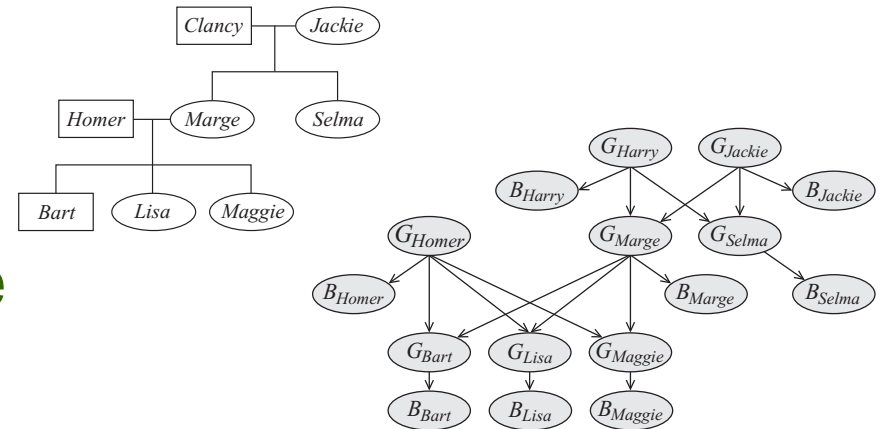 Clancy Jackie
Homer Marge Selma
Bart Lisa Maggie
G_Harry G_Jackie
B_Harry B_Jackie
G_Homer G_Marge G_Selma
B_Homer B_Marge B_Selma
G_Bart G_Lisa G_Maggie
B_Bart B_Lisa B_Maggie
e